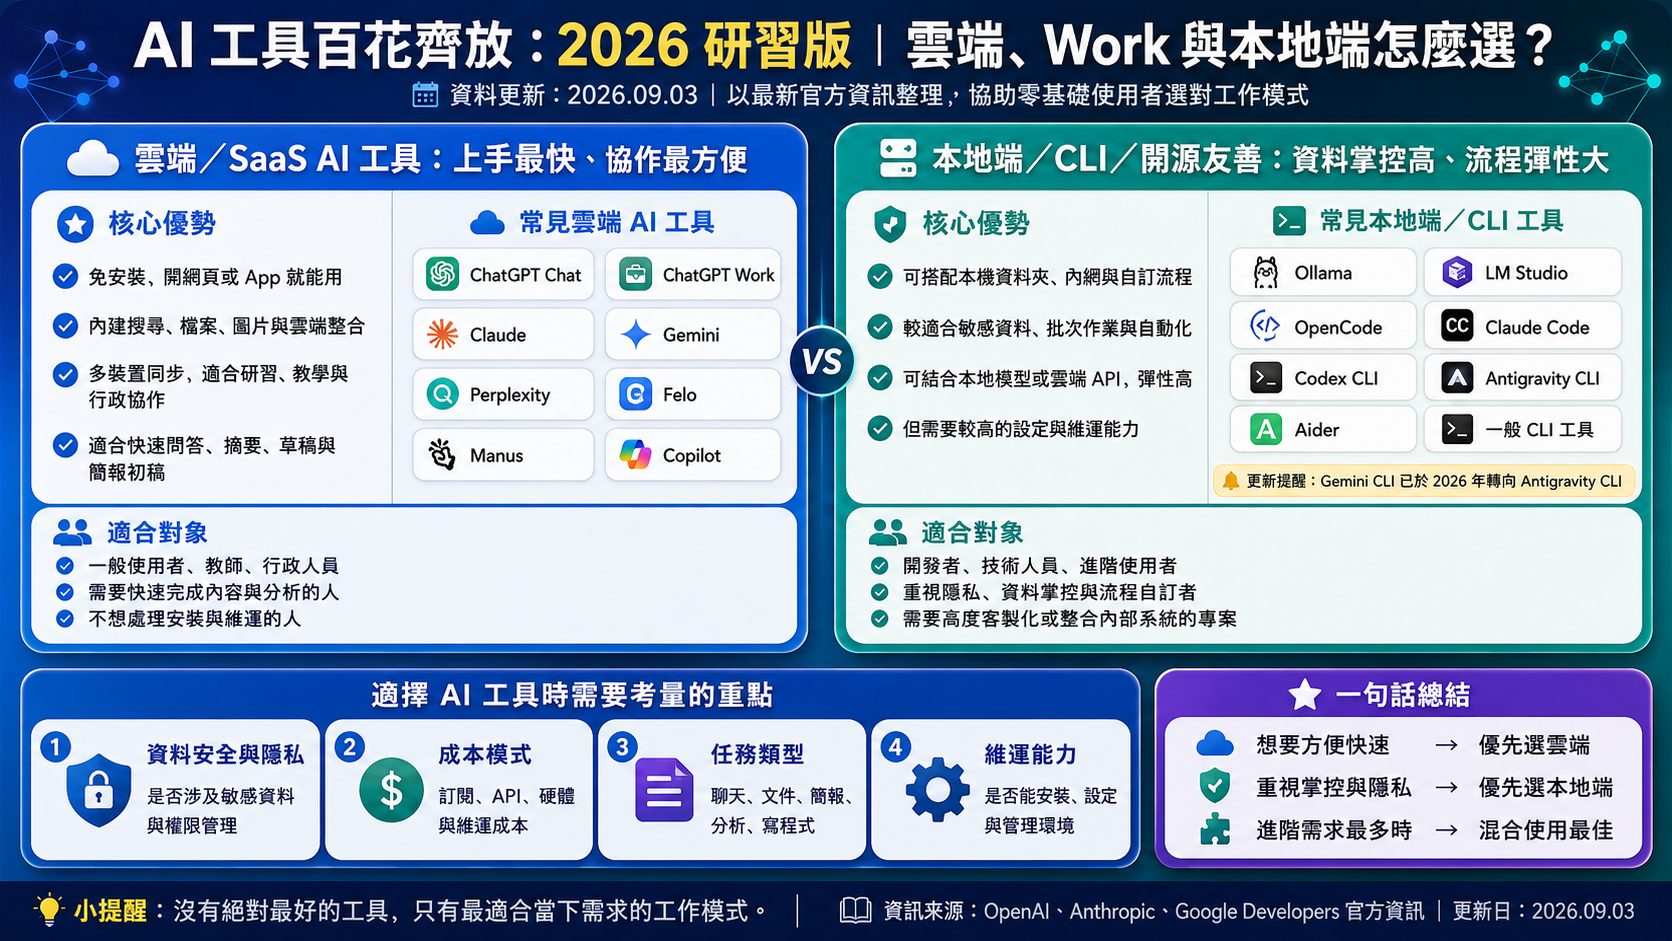 AI 工具百花齊放：2026 研習版｜雲端、Work 與本地端怎麼選？
資料更新：2026.09.03｜以最新官方資訊整理，協助零基礎使用者選對工作模式
雲端／SaaS AI 工具：上手最快、協作最方便
核心優勢
免安裝、開網頁或 App 就能用
內建搜尋、檔案、圖片與雲端整合
多裝置同步，適合研習、教學與
行政協作
適合快速問答、摘要、草稿與
簡報初稿
常見雲端 AI 工具
ChatGPT Chat
ChatGPT Work
Claude
Gemini
Perplexity
Felo
Manus
Copilot
適合對象
一般使用者、教師、行政人員
需要快速完成內容與分析的人
不想處理安裝與維運的人
VS
本地端／CLI／開源友善：資料掌控高、流程彈性大
核心優勢
可搭配本機資料夾、內網與自訂流程
較適合敏感資料、批次作業與自動化
可結合本地模型或雲端 API，彈性高
但需要較高的設定與維運能力
常見本地端／CLI 工具
Ollama
LM Studio
OpenCode
CC
Claude Code
Codex CLI
Antigravity CLI
Aider
一般 CLI 工具
更新提醒：Gemini CLI 已於 2026 年轉向 Antigravity CLI
適合對象
開發者、技術人員、進階使用者
重視隱私、資料掌控與流程自訂者
需要高度客製化或整合內部系統的專案
適擇 AI 工具時需要考量的重點
1
資料安全與隱私
是否涉及敏感資料
與權限管理
2
成本模式
訂閱、API、硬體
與維運成本
3
任務類型
聊天、文件、簡報、
分析、寫程式
4
維運能力
是否能安裝、設定
與管理環境
一句話總結
想要方便快速 → 優先選雲端
重視掌控與隱私 → 優先選本地端
進階需求最多時 → 混合使用最佳
小提醒：沒有絕對最好的工具，只有最適合當下需求的工作模式。
資訊来源：OpenAI、Anthropic、Google Developers 官方資訊｜更新日：2026.09.03